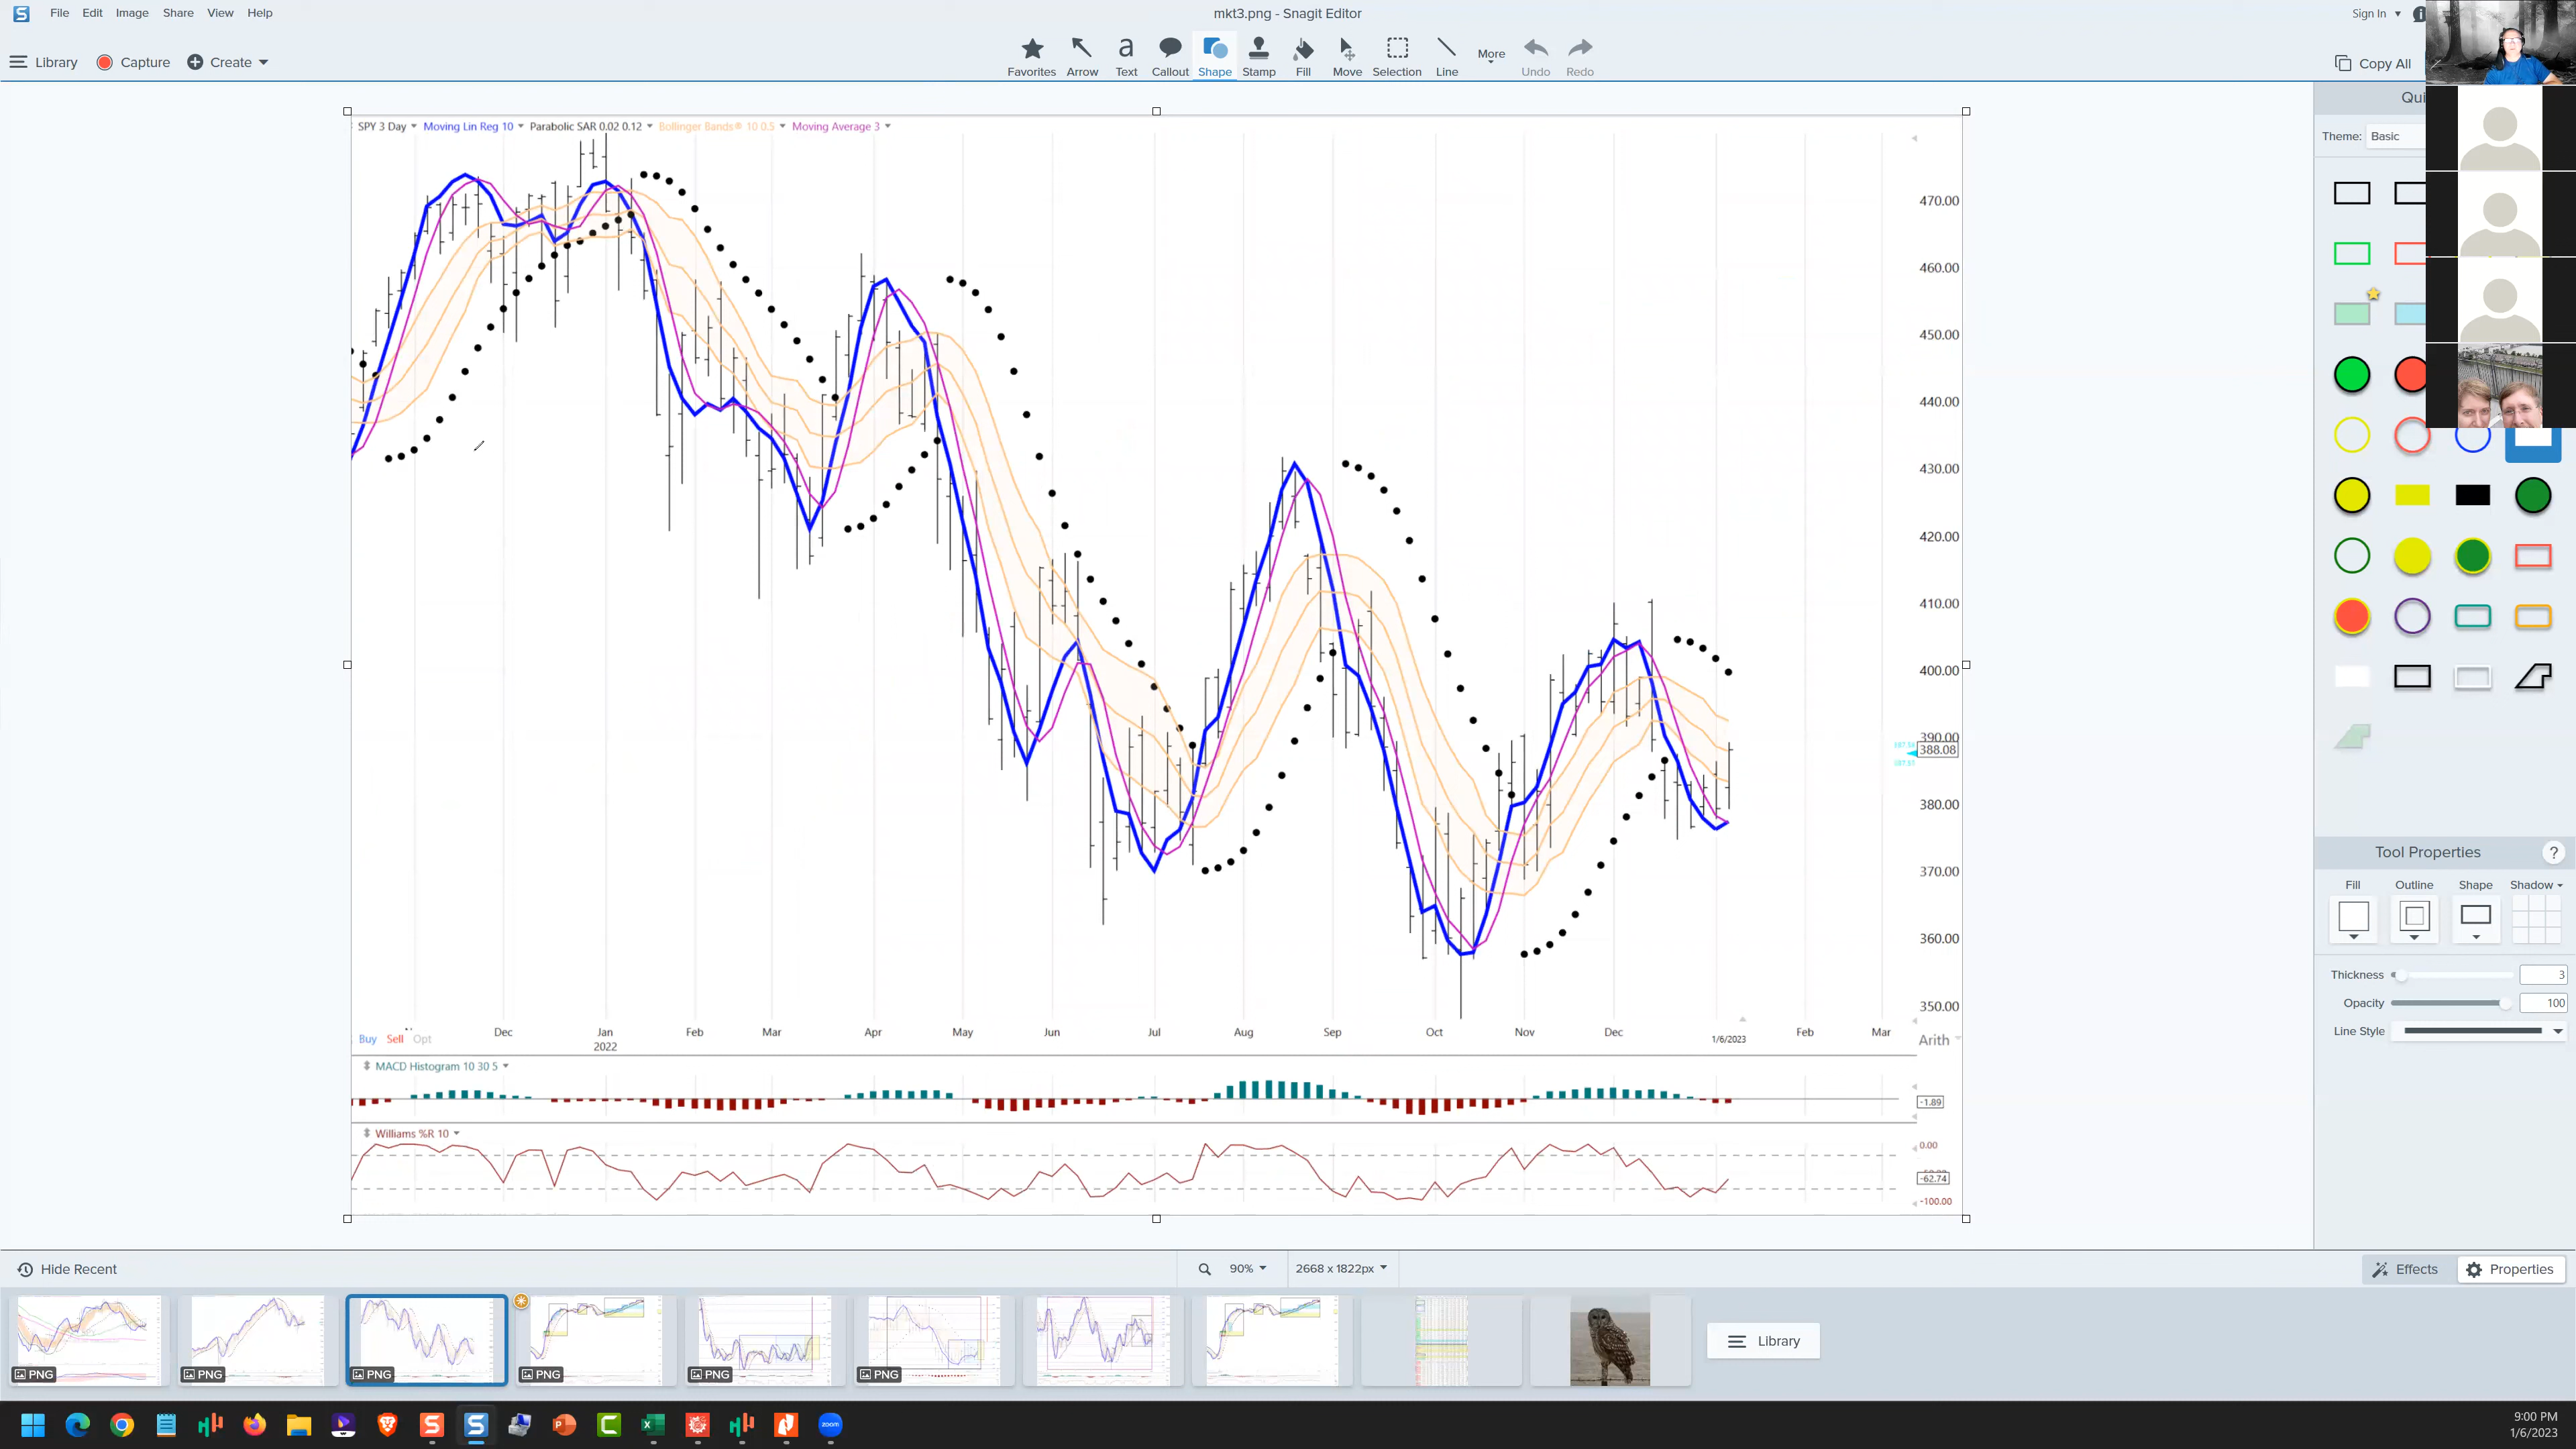 File Edit Image Share View Help
mkt3.png - Snagit Editor
Sign In
Library Capture Create
Favorites Arrow Text Callout Shape Stamp Fill Move Selection Line More Undo Redo
Copy All
Qui
Theme: Basic
SPY 3 Day Moving Lin Reg 10 Parabolic SAR 0.02 0.12 Bollinger Bands® 10 0.5 Moving Average 3
470.00
460.00
450.00
440.00
430.00
420.00
410.00
400.00
390.00
388.08
380.00
370.00
360.00
350.00
Dec Jan Feb Mar Apr May Jun Jul Aug Sep Oct Nov Dec 1/6/2023 Feb Mar
2022
Buy Sell Opt
Arith
MACD Histogram 10 30 5
-1.89
Williams %R 10
0.00
-62.74
-100.00
Tool Properties ?
Fill Outline Shape Shadow
Thickness 3
Opacity 100
Line Style
Hide Recent
90% 2668 x 1822px
Effects Properties
PNG PNG PNG PNG PNG PNG
Library
zoom
9:00 PM
1/6/2023